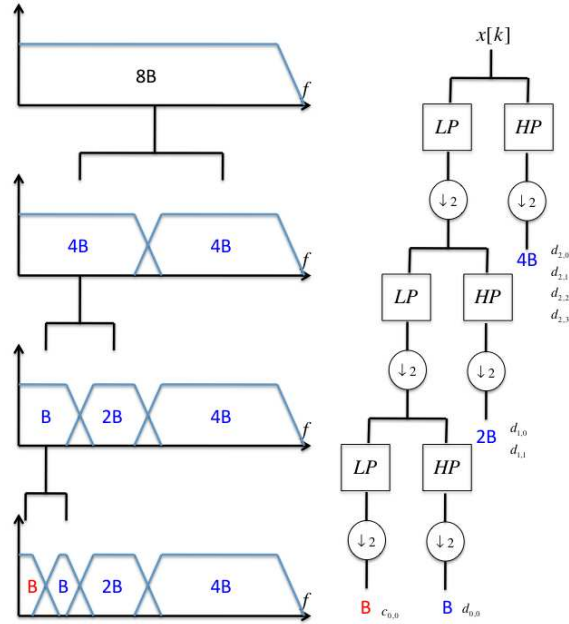 8B
f
4B 4B
f
B 2B 4B
f
B B 2B 4B
f
x[k]
LP HP
↓2 ↓2
4B
d2,0
d2,1
d2,2
d2,3
LP HP
↓2 ↓2
2B
d1,0
d1,1
LP HP
↓2 ↓2
B c0,0 B d0,0